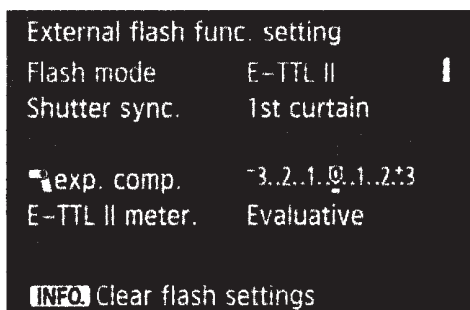 External flash func. setting
Flash mode E-TTL II
Shutter sync. 1st curtain
exp. comp. -3..2..1..0..1..2..+3
E-TTL II meter. Evaluative
INFO. Clear flash settings